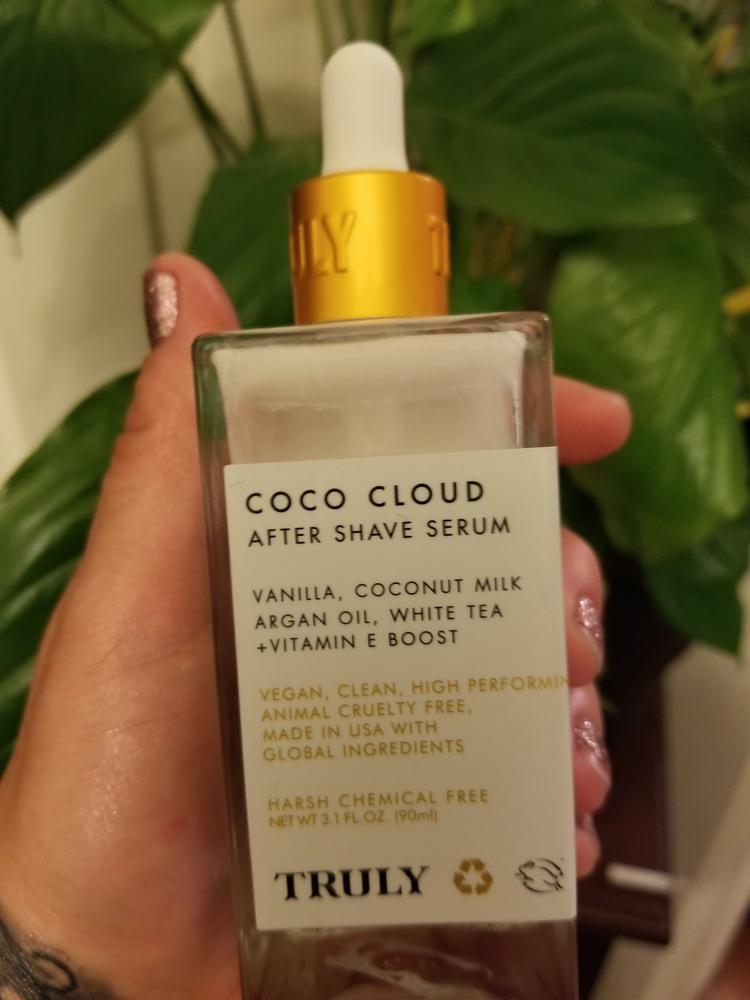 COCO CLOUD
AFTER SHAVE SERUM
VANILLA, COCONUT MILK
ARGAN OIL, WHITE TEA
+VITAMIN E BOOST
VEGAN, CLEAN, HIGH PERFORMIN
ANIMAL CRUELTY FREE,
MADE IN USA WITH
GLOBAL INGREDIENTS
HARSH CHEMICAL FREE
NET WT 3.1 FL.OZ. (90ml)
TRULY